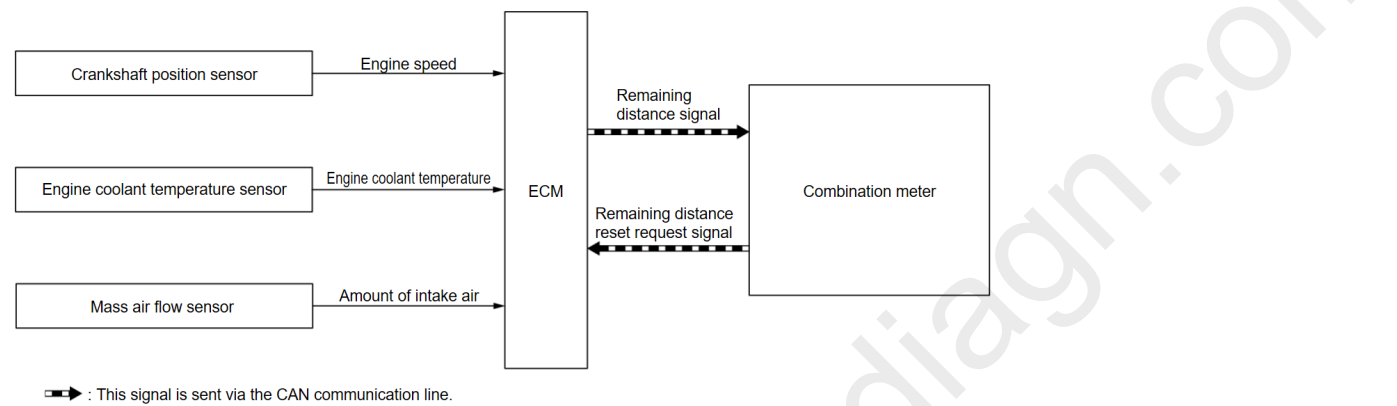 Crankshaft position sensor
Engine speed
Engine coolant temperature sensor
Engine coolant temperature
Mass air flow sensor
Amount of intake air
ECM
Remaining
distance signal
Remaining distance
reset request signal
Combination meter
: This signal is sent via the CAN communication line.
diagn.com